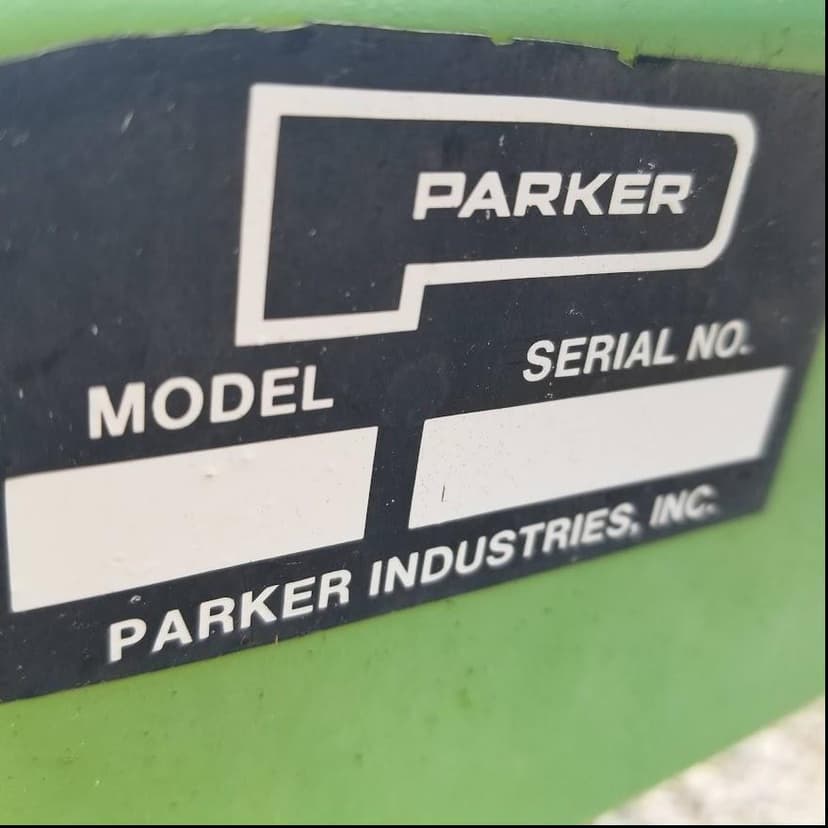 PARKER
MODEL
SERIAL NO.
PARKER INDUSTRIES, INC.